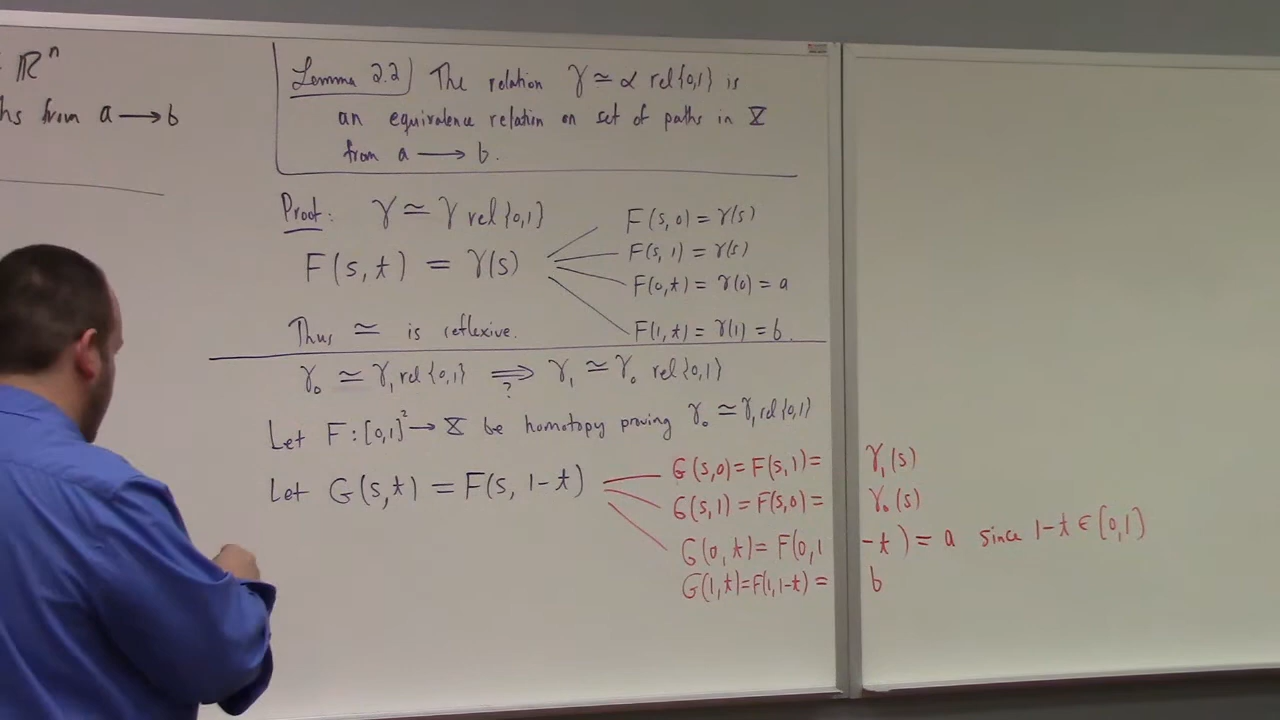 ℝⁿ
hs from a → b
Lemma 2.2) The relation γ ≃ α rel{0,1} is
an equivalence relation on set of paths in X
from a → b.
Proof: γ ≃ γ rel{0,1}
F(s,t) = γ(s)
F(s,0) = γ(s)
F(s,1) = γ(s)
F(0,t) = γ(0) = a
F(1,t) = γ(1) = b.
Thus ≃ is reflexive.
γ₀ ≃ γ₁ rel{0,1} ⟹ γ₁ ≃ γ₀ rel{0,1}
?
Let F:[0,1]² → X be homotopy proving γ₀ ≃ γ₁ rel{0,1}
Let G(s,t) = F(s, 1-t)
G(s,0) = F(s,1) = γ₁(s)
G(s,1) = F(s,0) = γ₀(s)
G(0,t) = F(0,1-t) = a since 1-t ∈ [0,1]
G(1,t) = F(1,1-t) = b